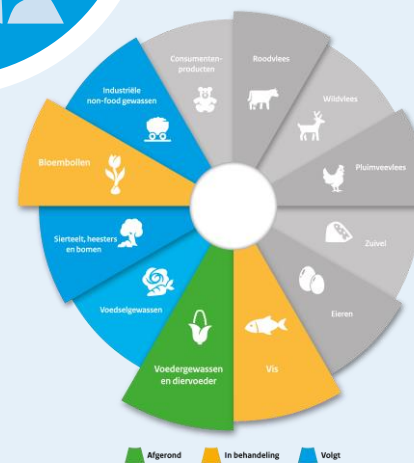 Consumenten-
producten
Roodvlees
Wildvlees
Pluimveevlees
Zuivel
Eieren
Vis
Voedergewassen
en diervoeder
Voedselgewassen
Sierteelt, heesters
en bomen
Bloembollen
Industriële
non-food gewassen
Afgerond
In behandeling
Volgt